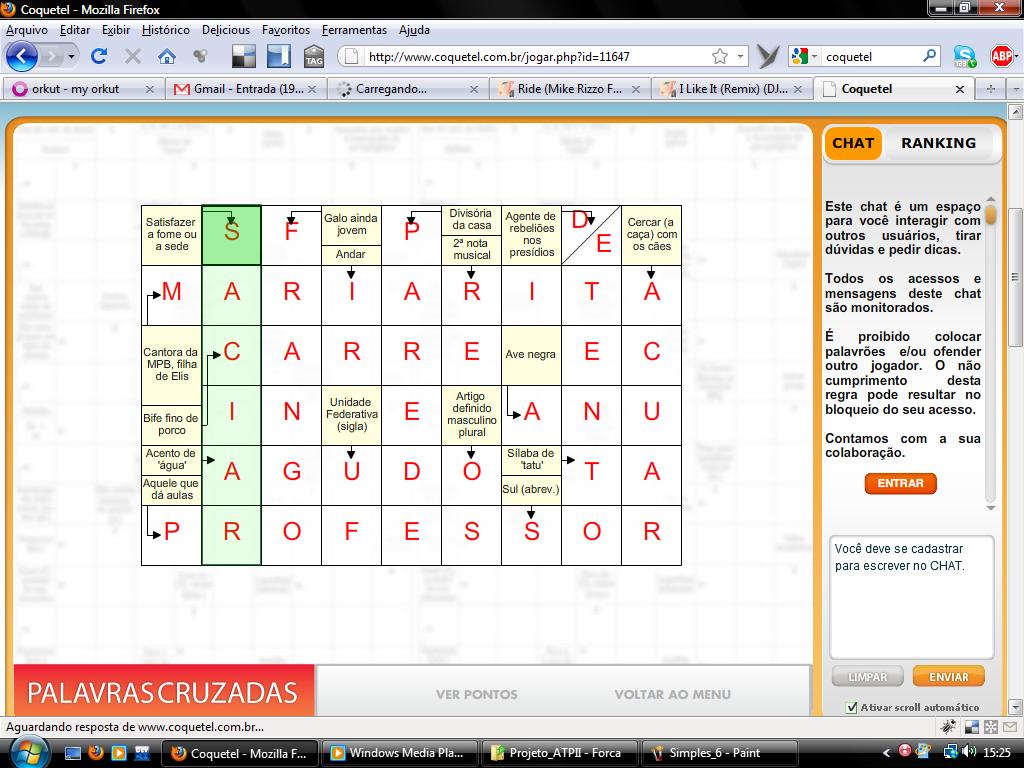 Coquetel - Mozilla Firefox
Arquivo Editar Exibir Histórico Delicious Favoritos Ferramentas Ajuda
TAG http://www.coquetel.com.br/jogar.php?id=11647 coquetel ABP
orkut - my orkut Gmail - Entrada (19... Carregando... Ride (Mike Rizzo F... I Like It (Remix) (DJ... Coquetel
CHAT RANKING
Satisfazer
a fome ou a
sede
S F
Galo ainda
jovem
Andar
P
Divisória
da casa
2ª nota
musical
Agente de
rebeliões
nos
presídios
D
E
Cercar (a
caça) com
os cães
M A R I A R I T A
Cantora da
MPB, filha
de Elis
Bife fino de
porco
C A R R E
Ave negra
E C
I N
Unidade
Federativa
(sigla)
E
Artigo
definido
masculino
plural
A N U
Acento de
'água'
Aquele que
dá aulas
A G U D O
Sílaba de
'tatu'
Sul (abrev.)
T A
P R O F E S S O R
Este chat é um espaço
para você interagir com
outros usuários, tirar
dúvidas e pedir dicas.
Todos os acessos e
mensagens deste chat
são monitorados.
É proibido colocar
palavrões e/ou ofender
outro jogador. O não
cumprimento desta
regra pode resultar no
bloqueio do seu acesso.
Contamos com a sua
colaboração.
ENTRAR
Você deve se cadastrar
para escrever no CHAT.
LIMPAR ENVIAR
Ativar scroll automático
PALAVRAS CRUZADAS VER PONTOS VOLTAR AO MENU
Aguardando resposta de www.coquetel.com.br...
Coquetel - Mozilla F... Windows Media Pla... Projeto_ATPII - Forca Simples_6 - Paint 15:25